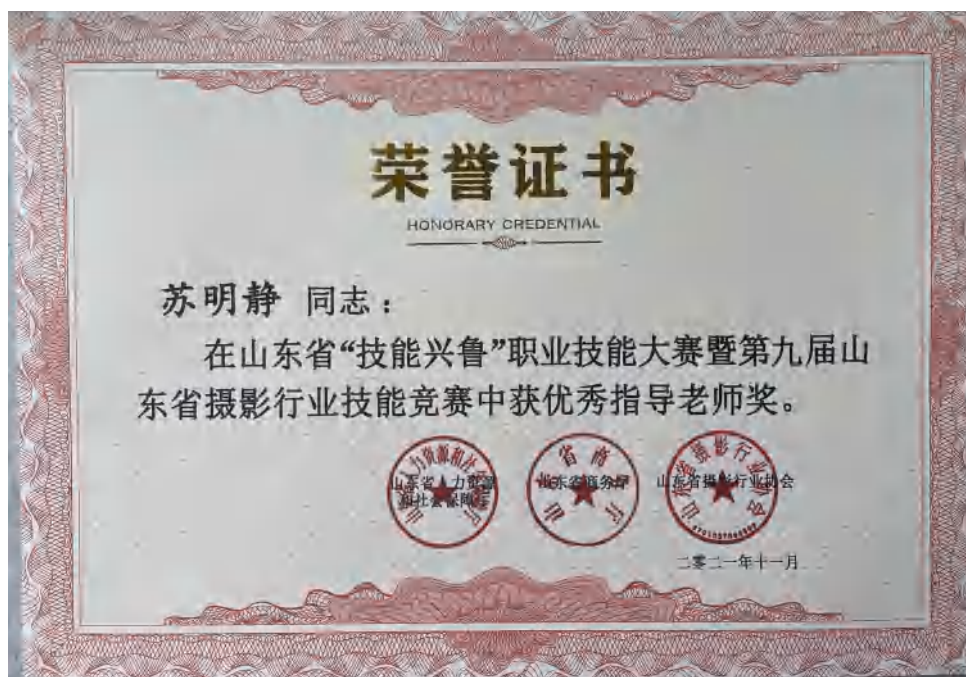 荣誉证书
HONORARY CREDENTIAL
苏明静 同志：
在山东省“技能兴鲁”职业技能大赛暨第九届山
东省摄影行业技能竞赛中获优秀指导老师奖。
山东省人力资源
和社会保障厅
山东省商务厅
山东省摄影行业协会
二零二一年十一月